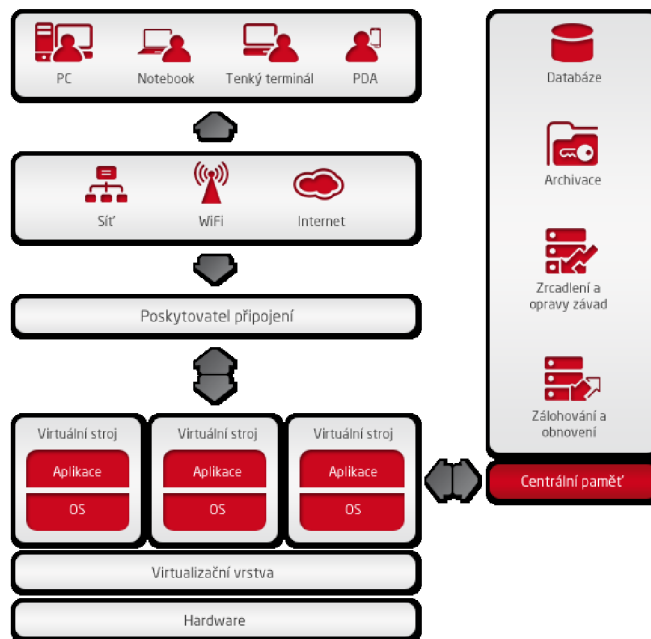 PC
Notebook
Tenký terminál
PDA
Síť
WiFi
Internet
Poskytovatel připojení
Virtuální stroj
Aplikace
OS
Virtuální stroj
Aplikace
OS
Virtuální stroj
Aplikace
OS
Virtualizační vrstva
Hardware
Databáze
Archivace
Zrcadlení a
opravy závad
Zálohování a
obnovení
Centrální paměť